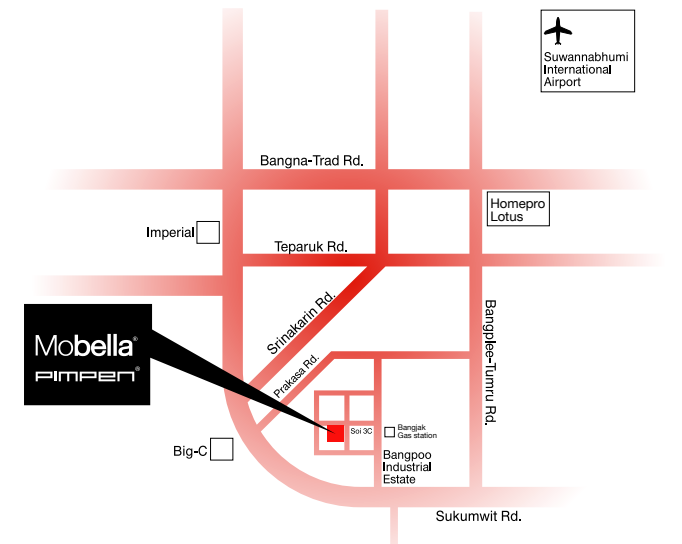 Suwannabhumi
International
Airport
Bangna-Trad Rd.
Homepro
Lotus
Imperial
Teparuk Rd.
Srinakarin Rd.
Bangplee-Tumru Rd.
Mobella®
PIMPEN®
Prakasa Rd.
Soi 3C
Bangjak
Gas station
Big-C
Bangpoo
Industrial
Estate
Sukumwit Rd.